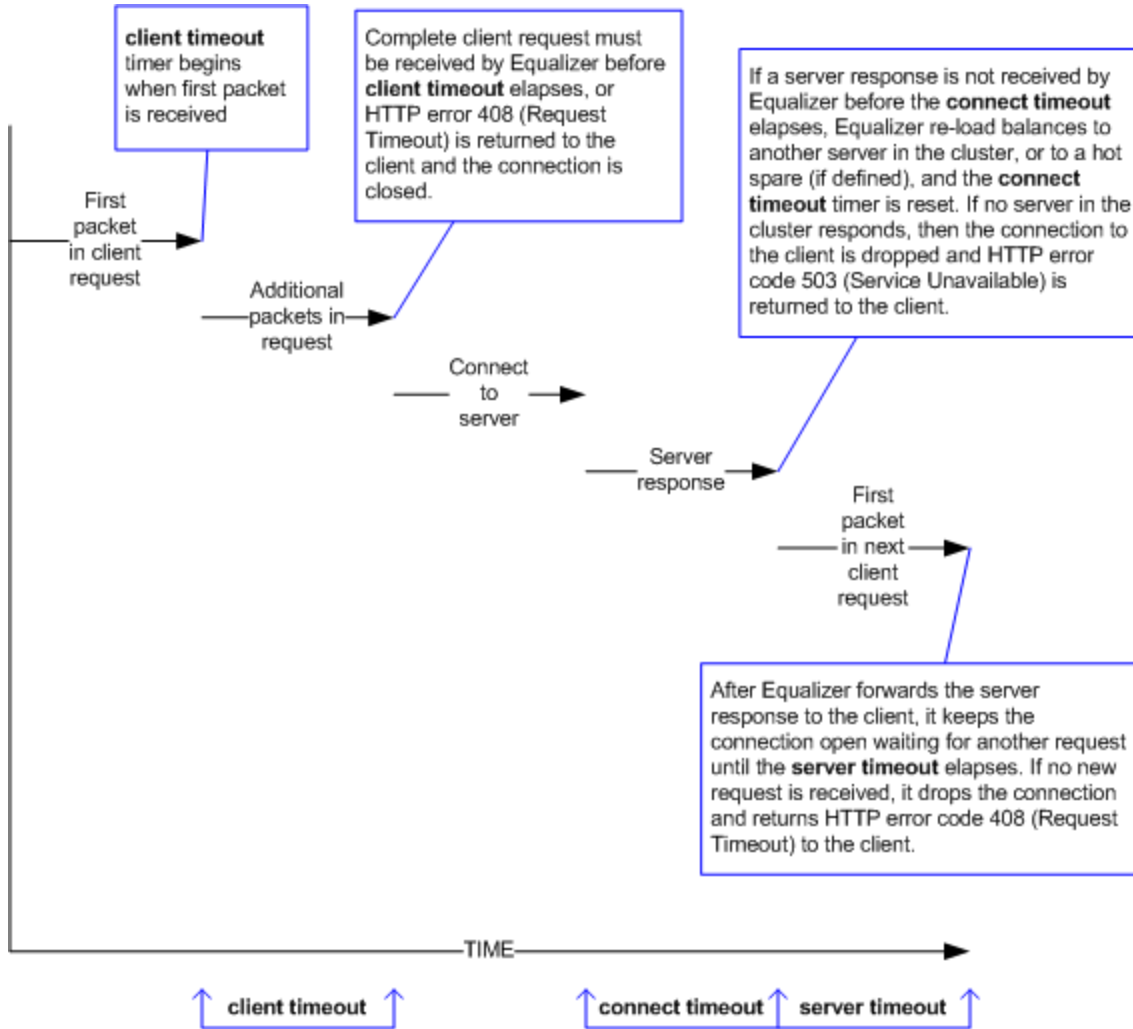 client timeout
timer begins
when first packet
is received
Complete client request must
be received by Equalizer before
client timeout elapses, or
HTTP error 408 (Request
Timeout) is returned to the
client and the connection is
closed.
If a server response is not received by
Equalizer before the connect timeout
elapses, Equalizer re-load balances to
another server in the cluster, or to a hot
spare (if defined), and the connect
timeout timer is reset. If no server in the
cluster responds, then the connection to
the client is dropped and HTTP error
code 503 (Service Unavailable) is
returned to the client.
First
packet
in client
request
Additional
packets in
request
Connect
to
server
Server
response
First
packet
in next
client
request
After Equalizer forwards the server
response to the client, it keeps the
connection open waiting for another request
until the server timeout elapses. If no new
request is received, it drops the connection
and returns HTTP error code 408 (Request
Timeout) to the client.
TIME
client timeout
connect timeout
server timeout